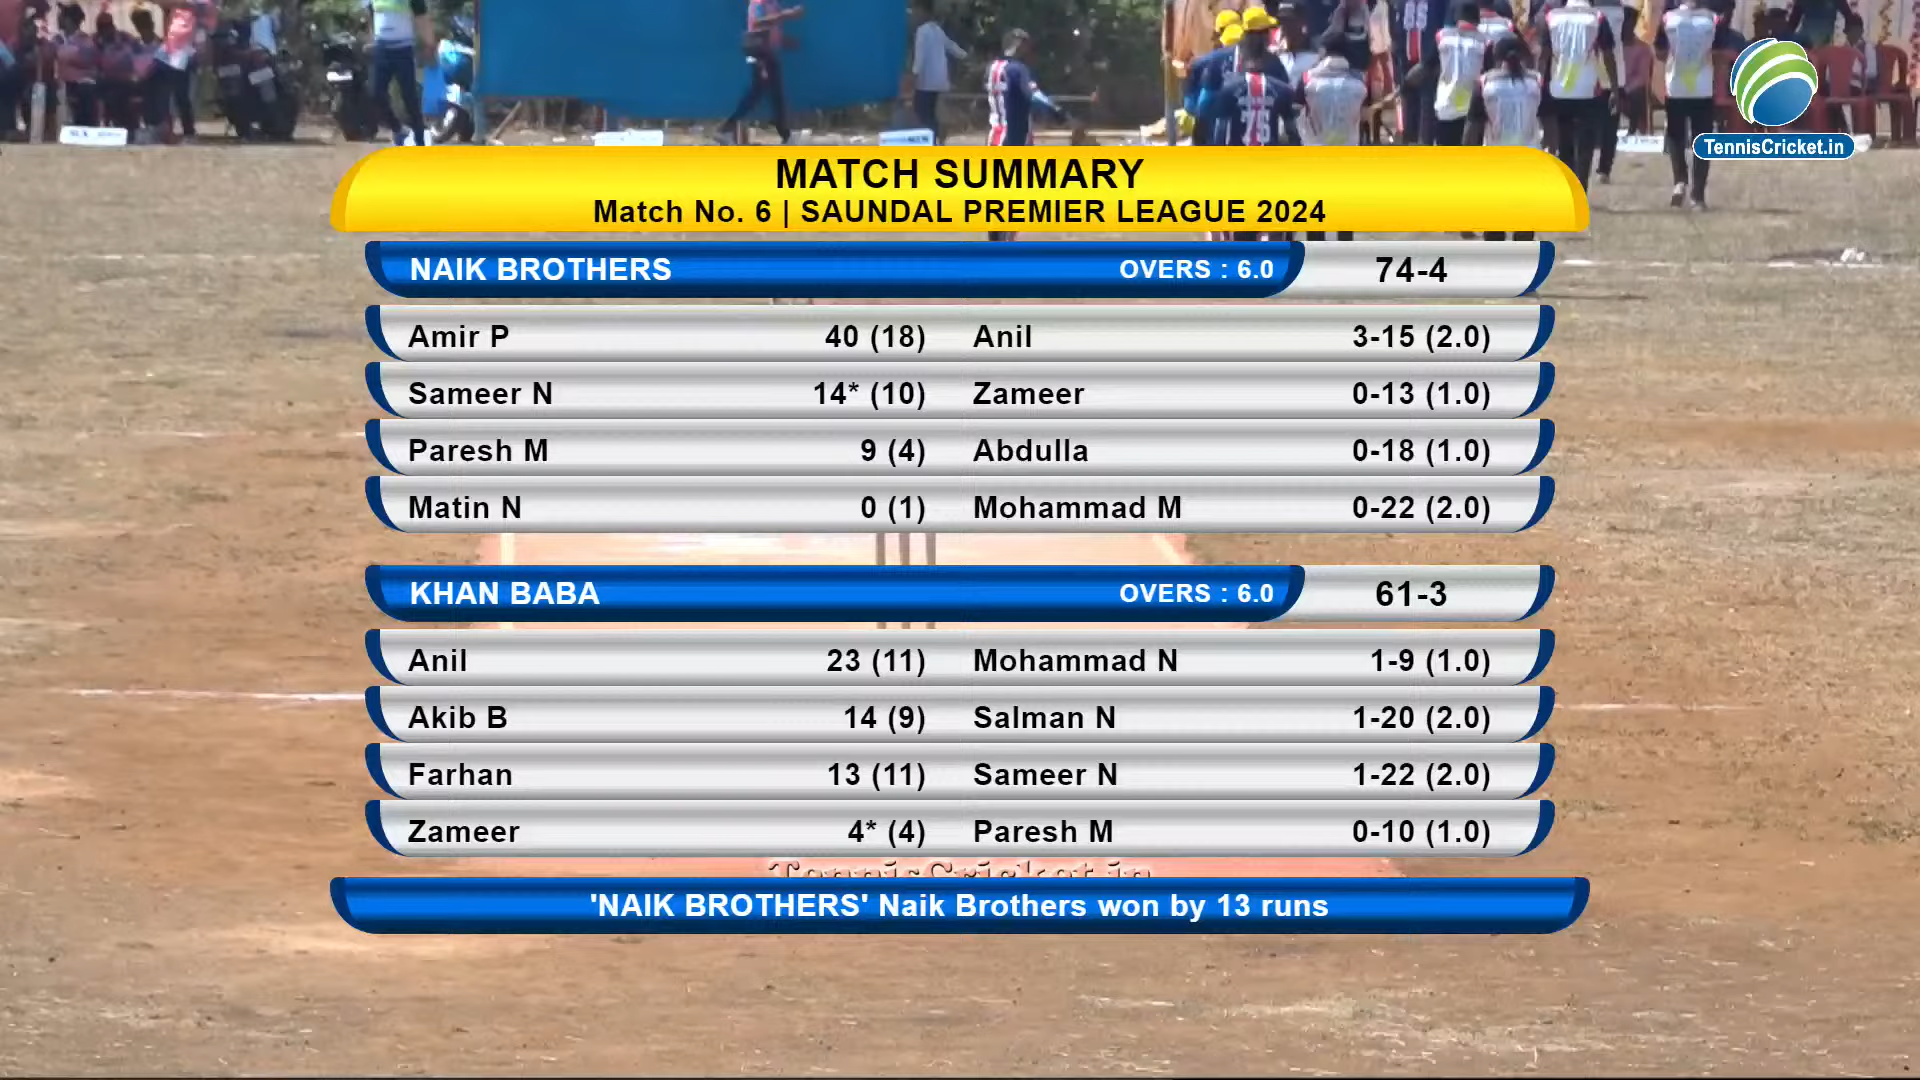 TennisCricket.in
MATCH SUMMARY
Match No. 6 | SAUNDAL PREMIER LEAGUE 2024
NAIK BROTHERS OVERS : 6.0 74-4
Amir P 40 (18) Anil 3-15 (2.0)
Sameer N 14* (10) Zameer 0-13 (1.0)
Paresh M 9 (4) Abdulla 0-18 (1.0)
Matin N 0 (1) Mohammad M 0-22 (2.0)
KHAN BABA OVERS : 6.0 61-3
Anil 23 (11) Mohammad N 1-9 (1.0)
Akib B 14 (9) Salman N 1-20 (2.0)
Farhan 13 (11) Sameer N 1-22 (2.0)
Zameer 4* (4) Paresh M 0-10 (1.0)
TennisCricket.in
'NAIK BROTHERS' Naik Brothers won by 13 runs